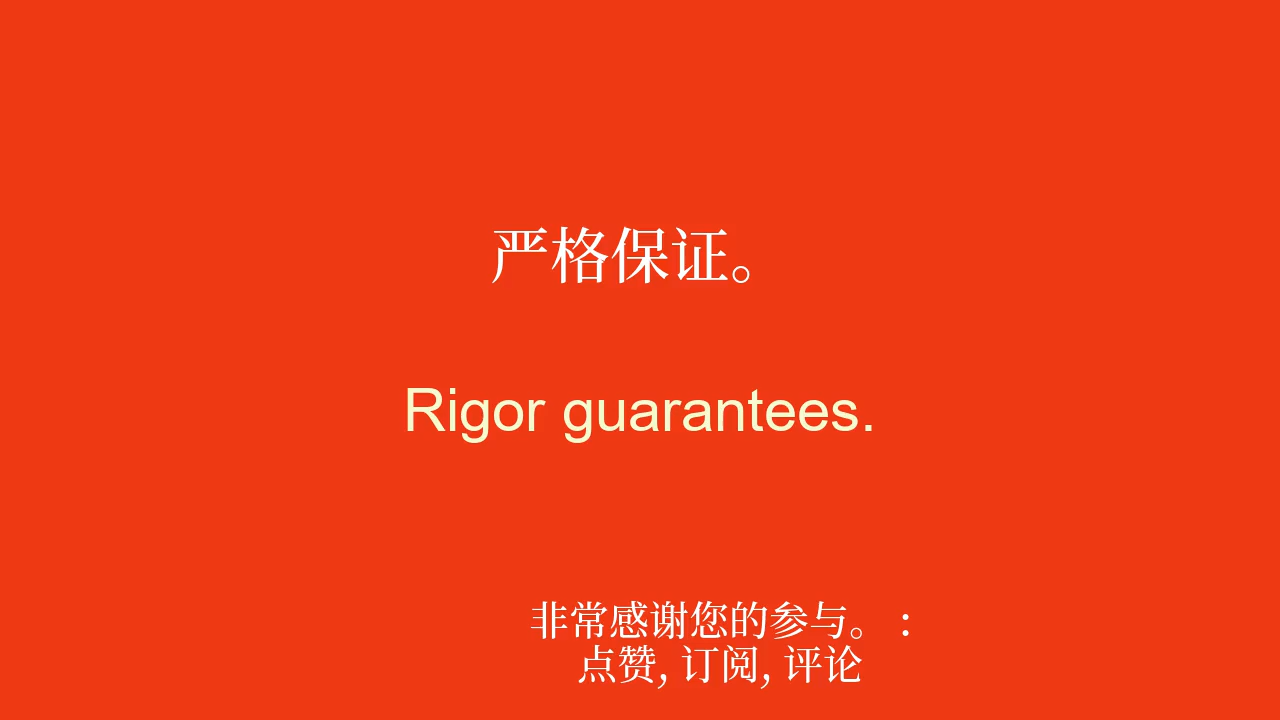 严格保证。
Rigor guarantees.
非常感谢您的参与。 :
点赞, 订阅, 评论